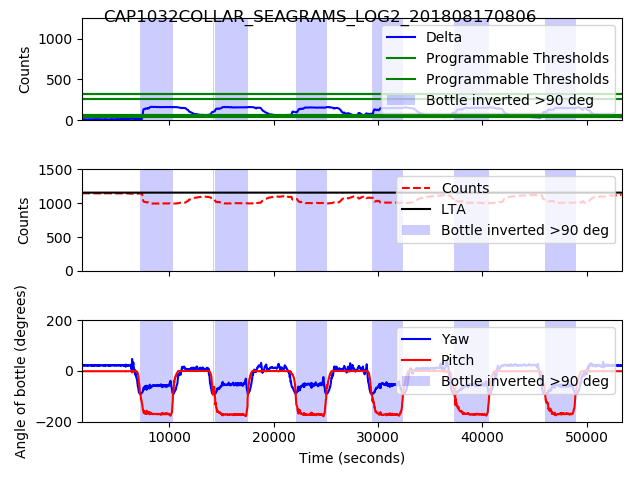 CAP1032COLLAR_SEAGRAMS_LOG2_201808170806
Counts
1000
500
0
Delta
Programmable Thresholds
Programmable Thresholds
Bottle inverted >90 deg
Counts
1500
1000
500
0
Counts
LTA
Bottle inverted >90 deg
Angle of bottle (degrees)
200
0
−200
Yaw
Pitch
Bottle inverted >90 deg
10000 20000 30000 40000 50000
Time (seconds)